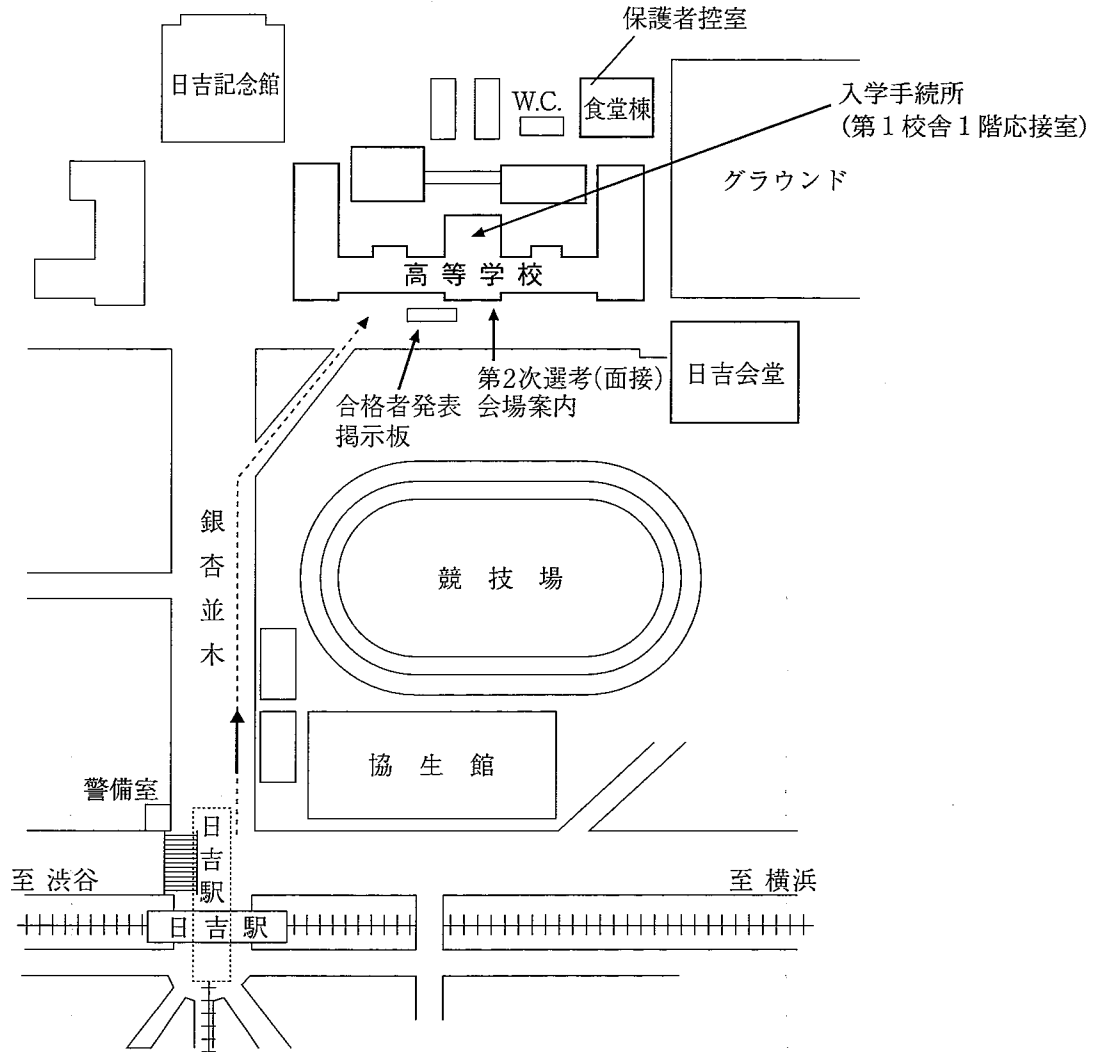 保護者控室
日吉記念館
W.C.
食堂棟
入学手続所
(第1校舎1階応接室)
グラウンド
高等学校
日吉会堂
第2次選考(面接)
会場案内
合格者発表
掲示板
銀杏並木
競技場
協生館
警備室
日吉駅
至 渋谷
至 横浜
日吉駅